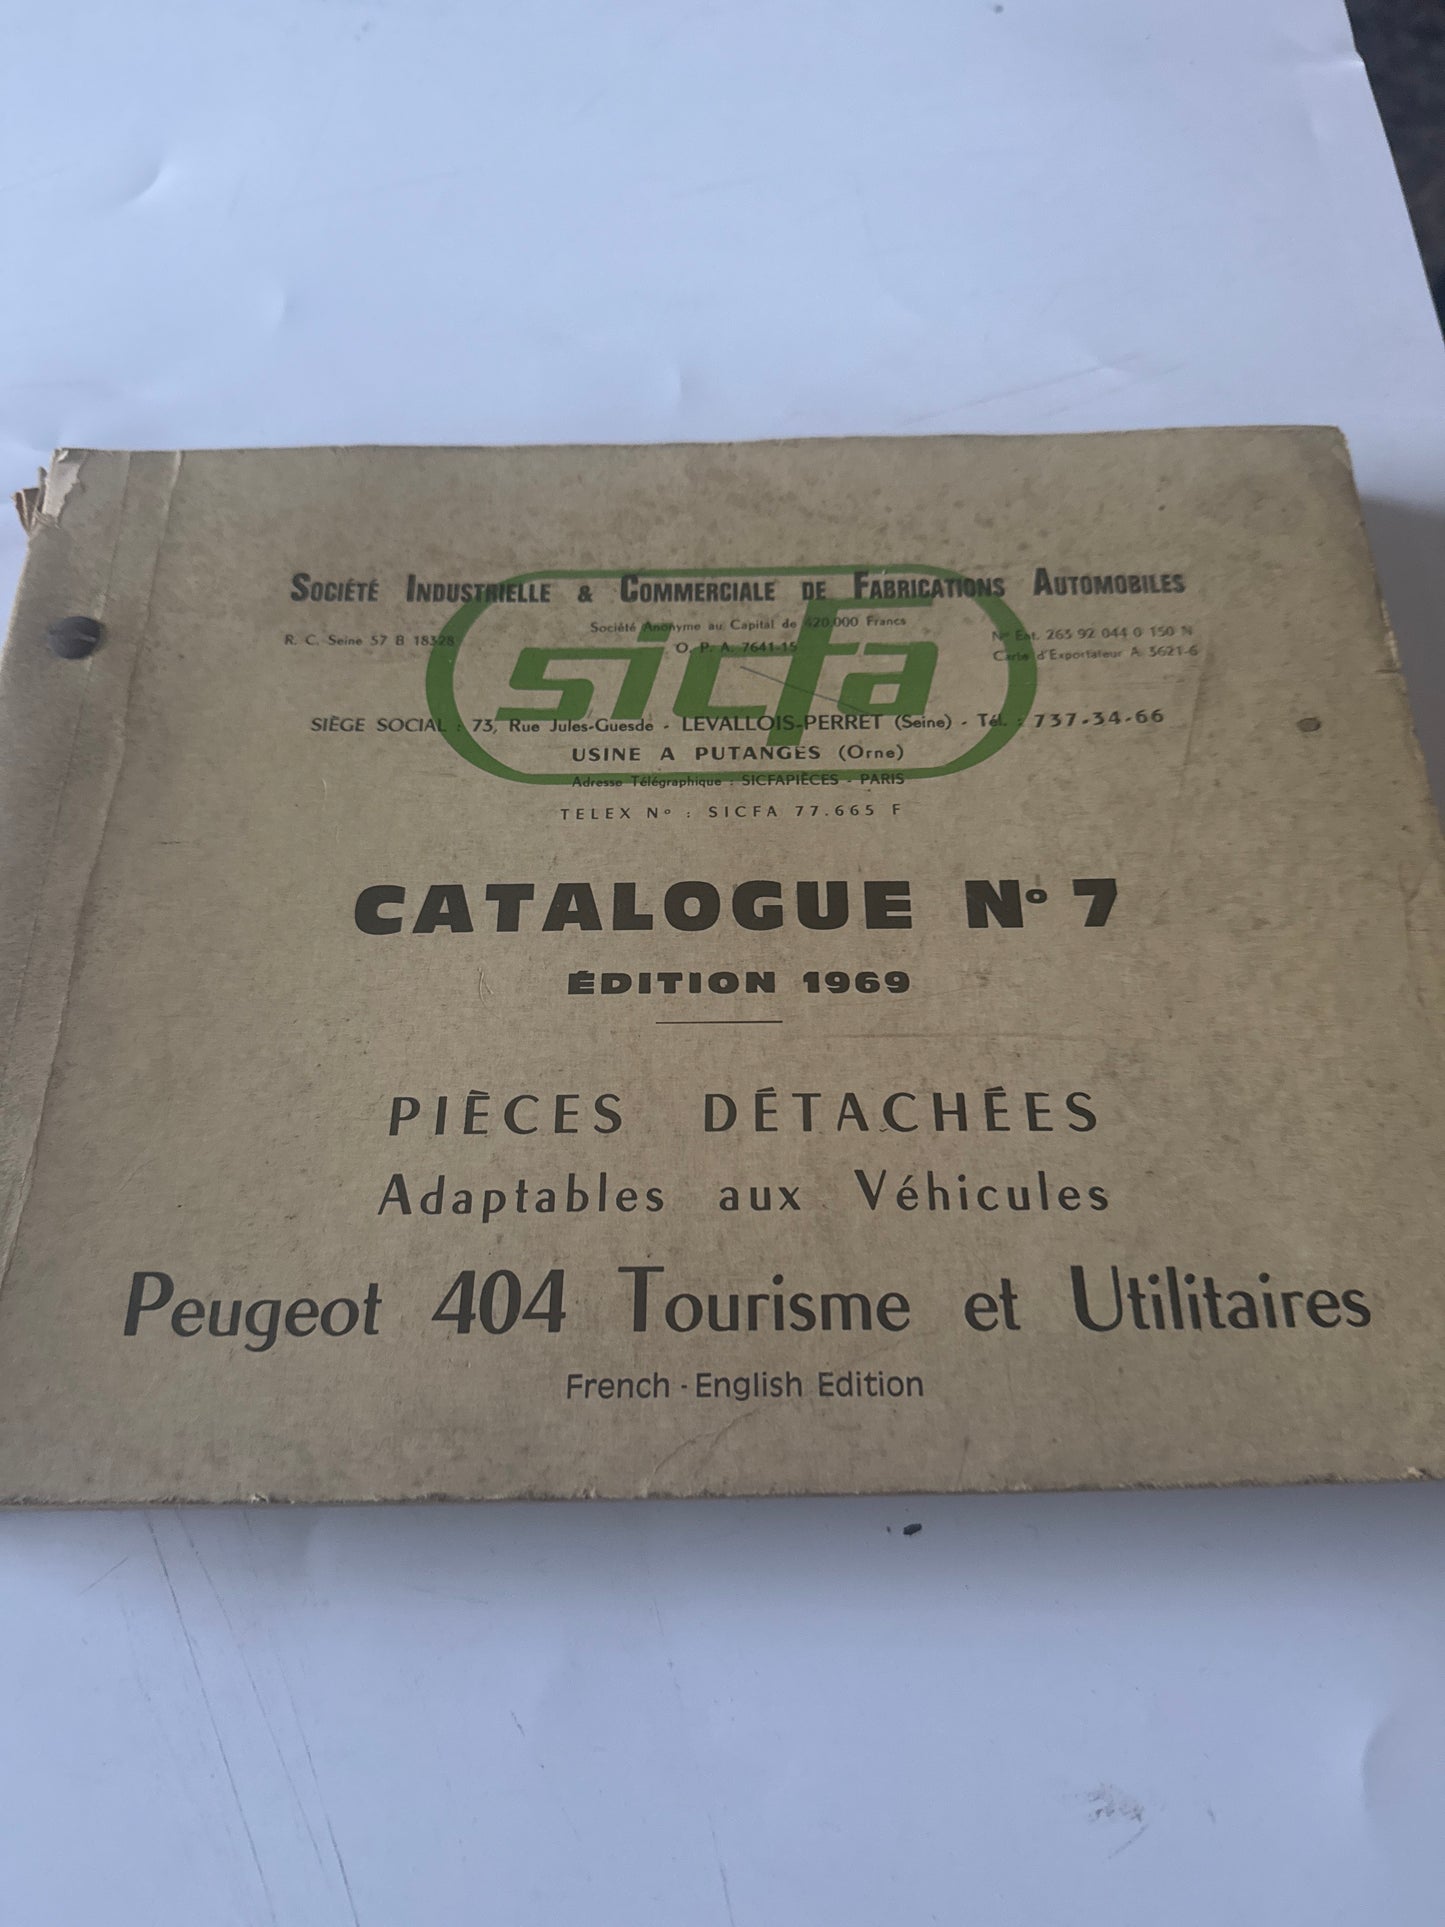 SOCIÉTÉ INDUSTRIELLE & COMMERCIALE DE FABRICATIONS AUTOMOBILES
sicfa
Société Anonyme au Capital de 420,000 Francs
R. C. Seine 57 B 18328
O. P. A. 7641-15
Nº Ent. 263 92 044 0 150 N
Carte d'Exportateur A. 3621-6
SIÈGE SOCIAL : 73, Rue Jules-Guesde - LEVALLOIS-PERRET (Seine) - Tél. : 737-34-66
USINE A PUTANGES (Orne)
Adresse Télégraphique : SICFAPIÈCES - PARIS
TELEX Nº : SICFA 77.665 F
CATALOGUE Nº 7
ÉDITION 1969
PIÈCES DÉTACHÉES
Adaptables aux Véhicules
Peugeot 404 Tourisme et Utilitaires
French - English Edition